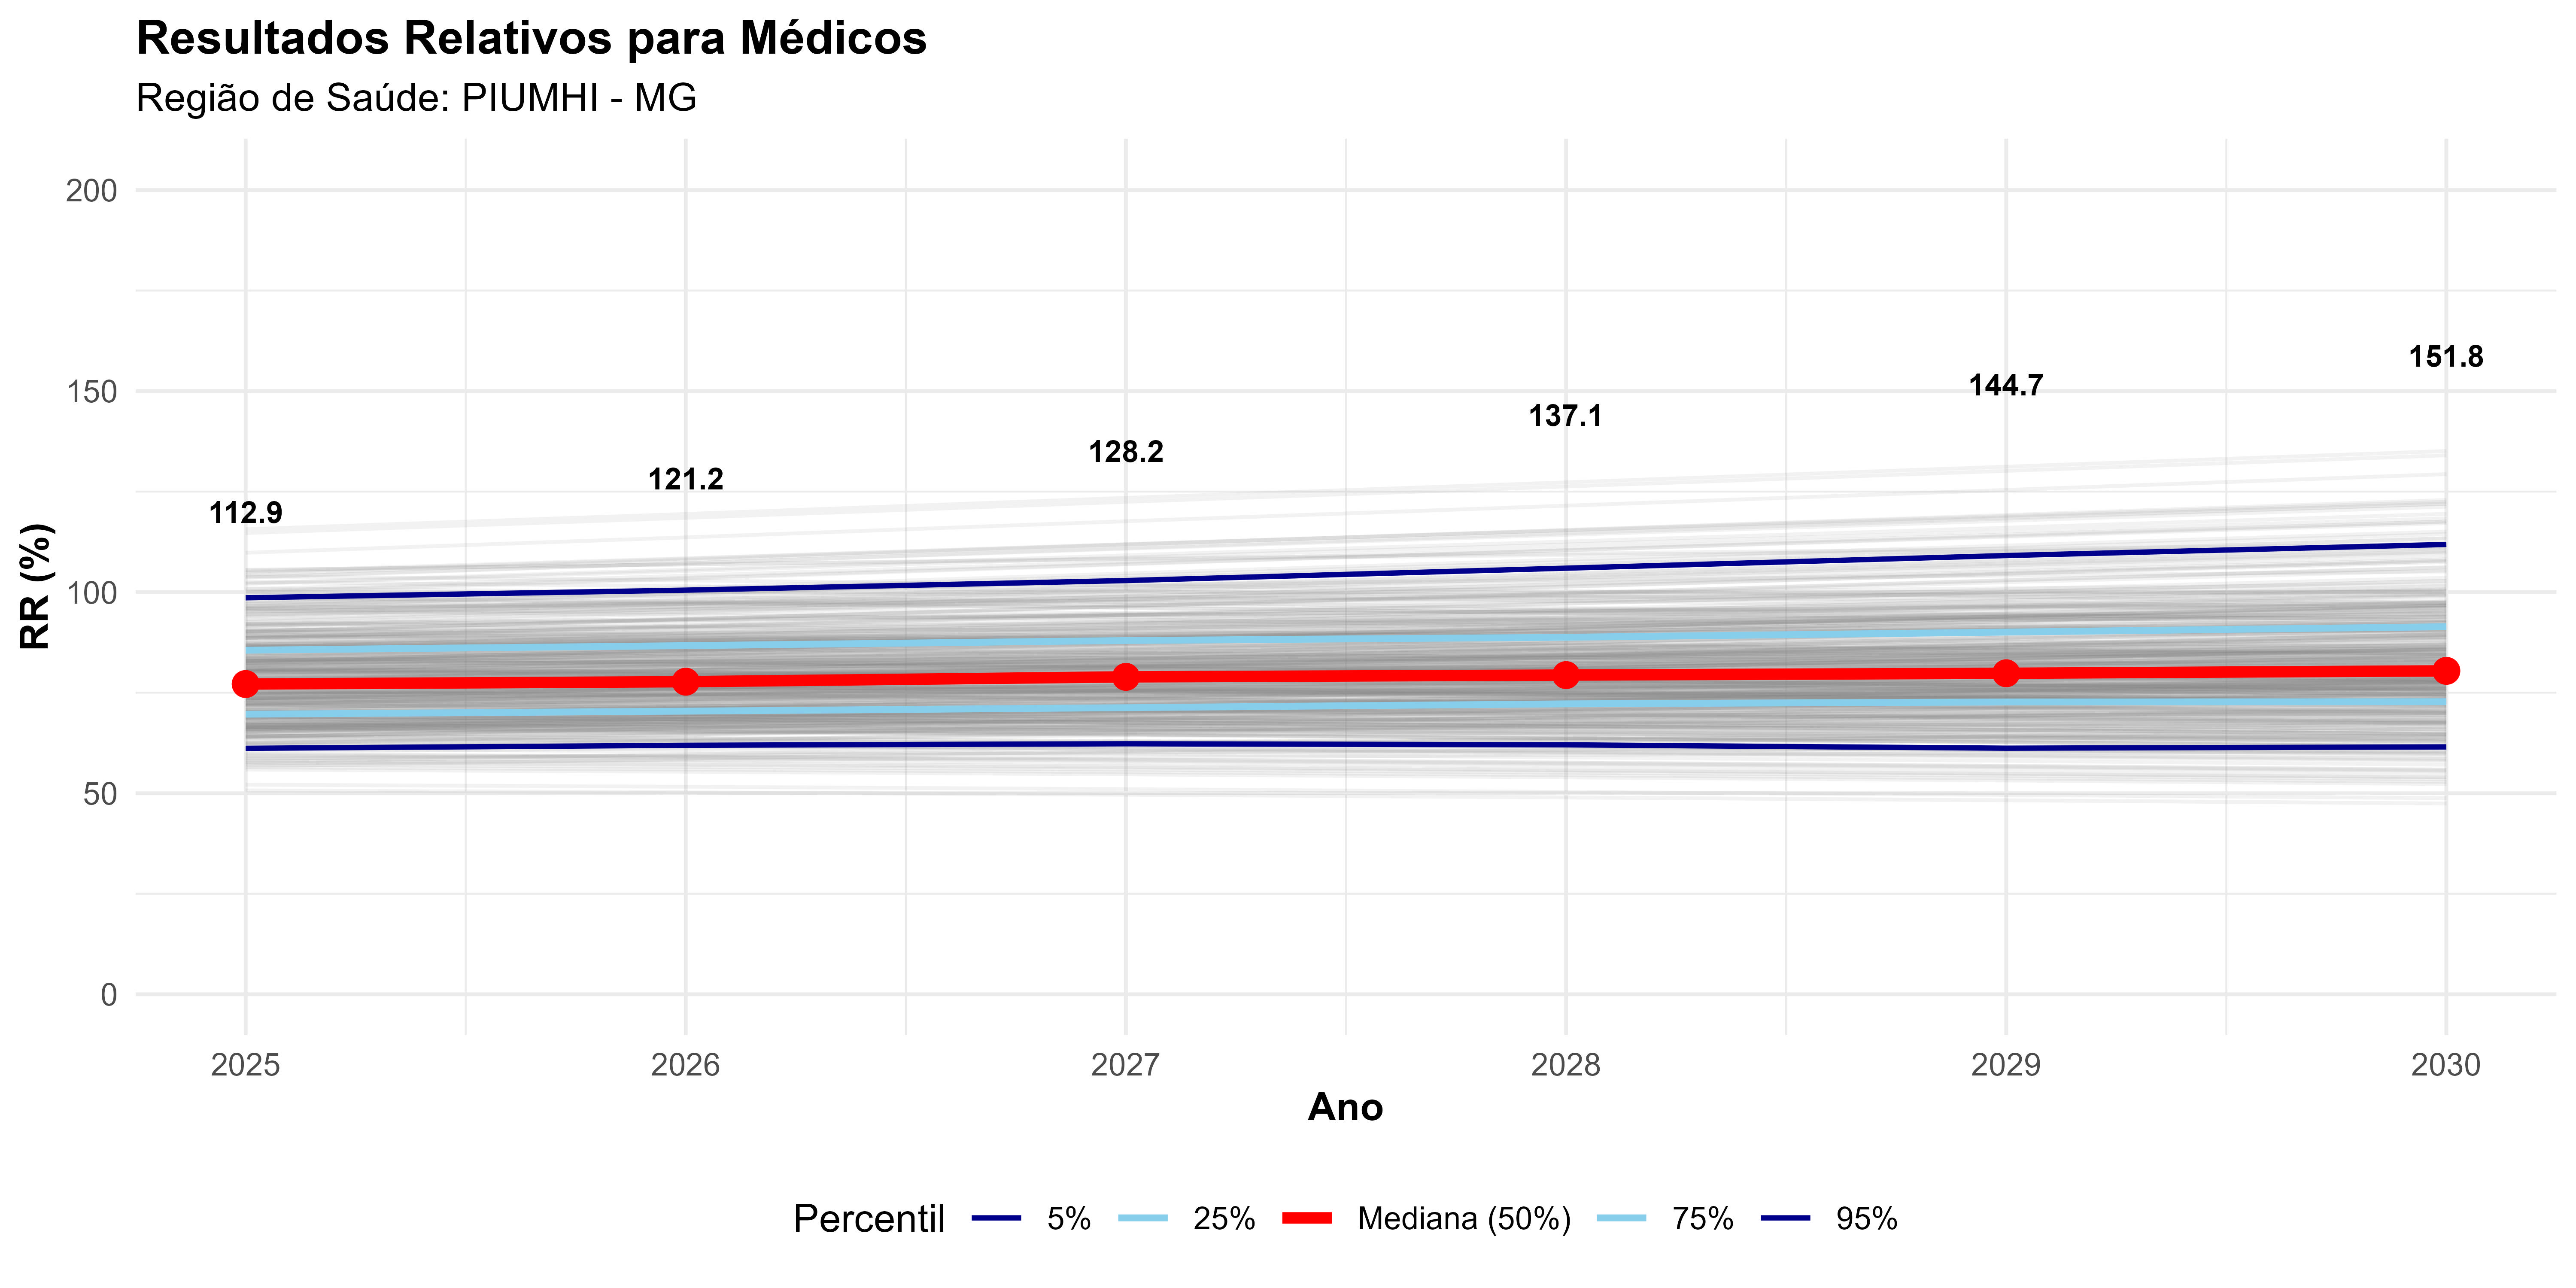 Resultados Relativos para Médicos
Região de Saúde: PIUMHI - MG
RR (%)
200
150
100
50
0
112.9
121.2
128.2
137.1
144.7
151.8
2025 2026 2027 2028 2029 2030
Ano
Percentil 5% 25% Mediana (50%) 75% 95%